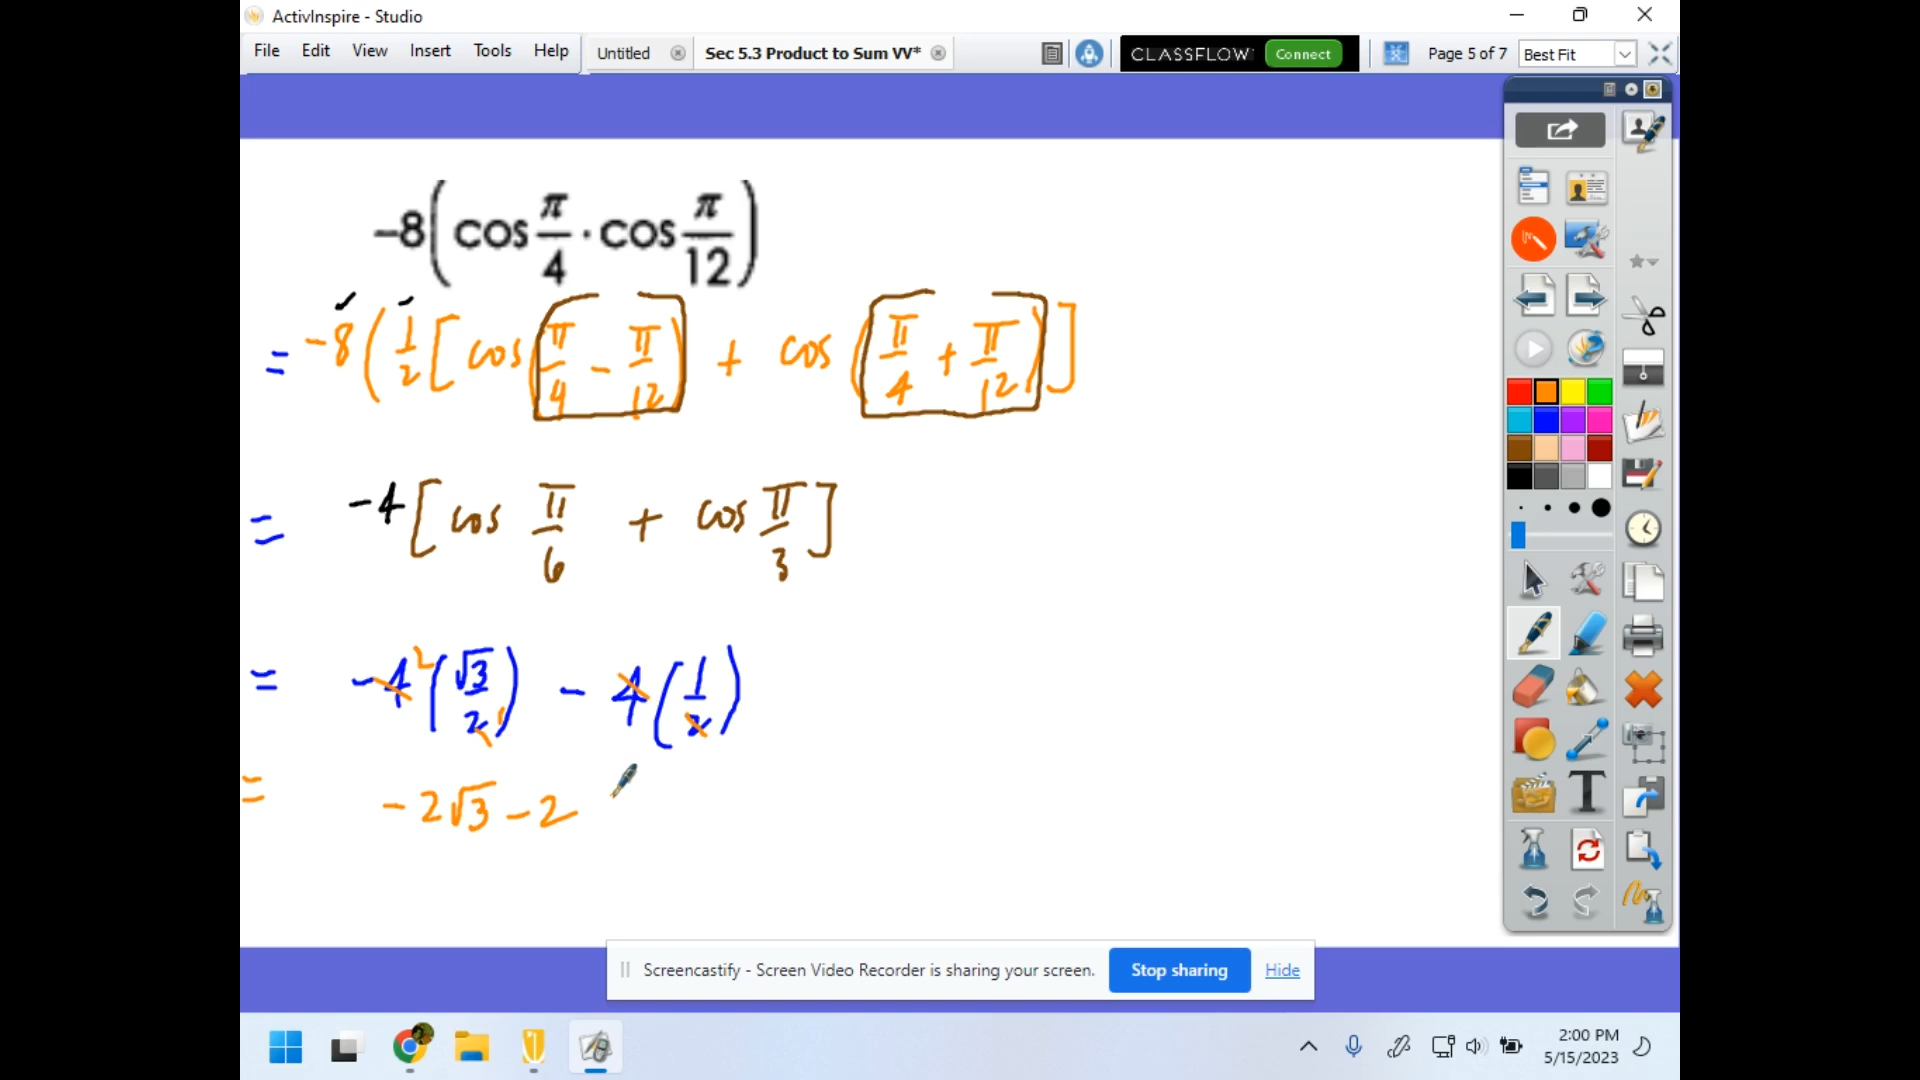 ActivInspire - Studio
File Edit View Insert Tools Help Untitled Sec 5.3 Product to Sum VV* CLASSFLOW Connect Page 5 of 7 Best Fit
-8(cos π/4 · cos π/12)
= -8(1/2[cos(π/4 - π/12) + cos(π/4 + π/12)]
= -4[cos π/6 + cos π/3]
= -4 2(√3/2 1) - 4(1/2)
= -2√3 - 2
Screencastify - Screen Video Recorder is sharing your screen. Stop sharing Hide
2:00 PM
5/15/2023